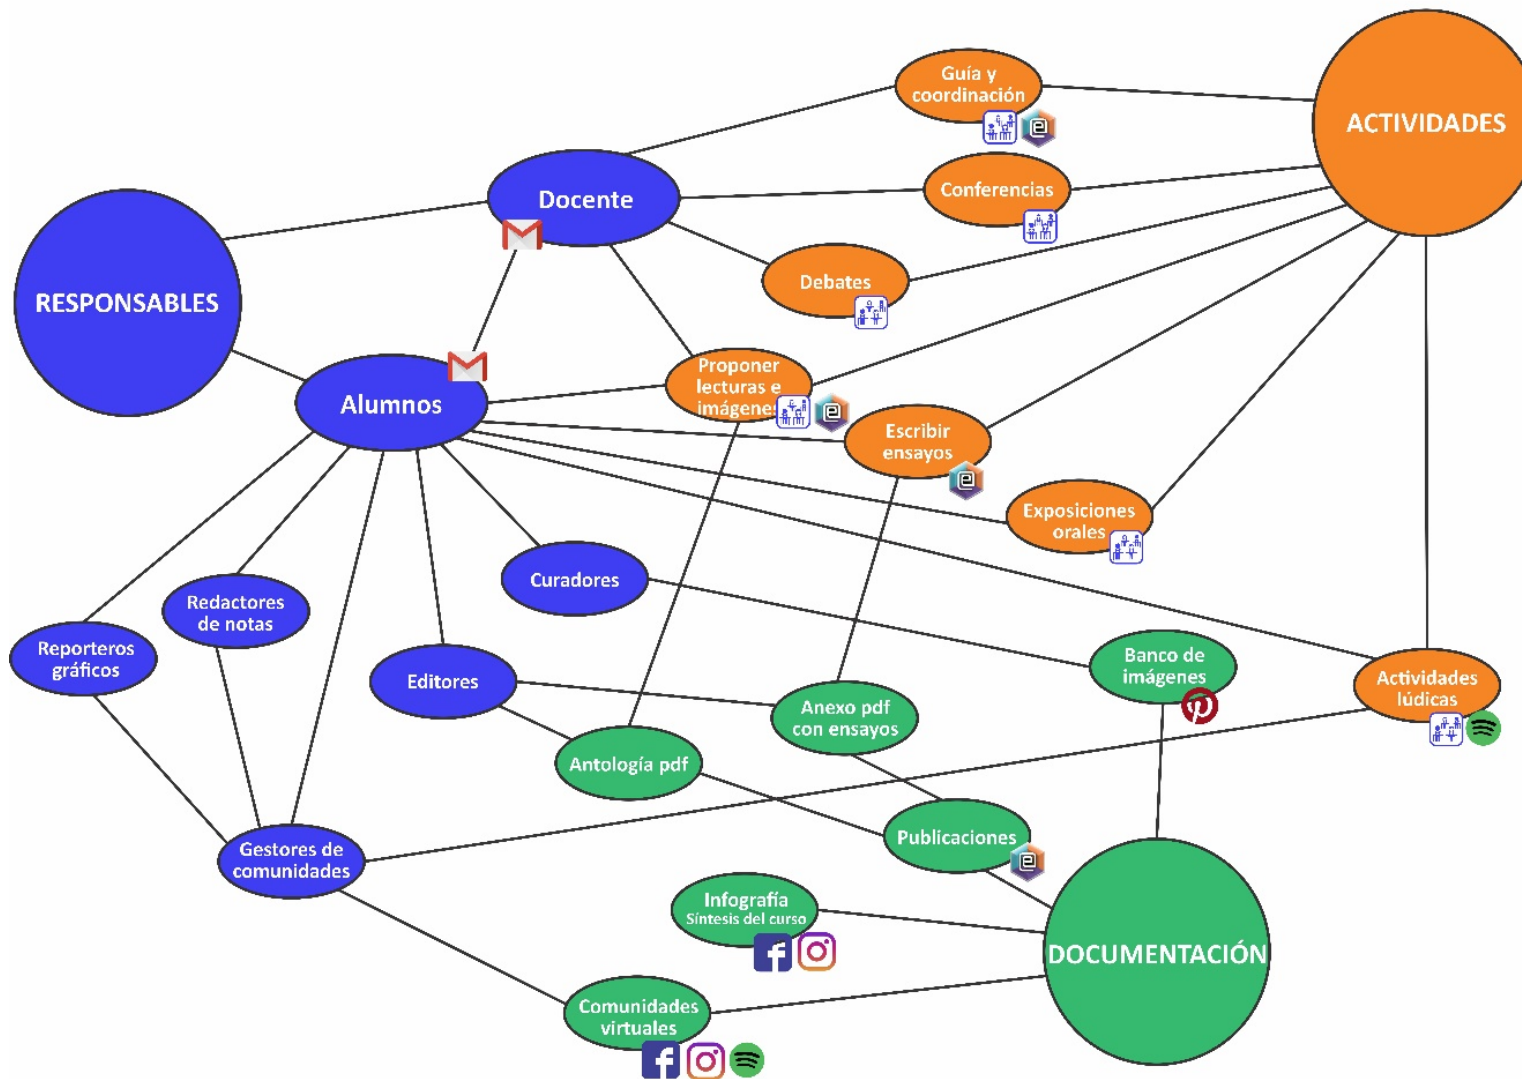 Guía y
coordinación
ACTIVIDADES
Docente
Conferencias
RESPONSABLES
Debates
Alumnos
Proponer
lecturas e
imágenes
Escribir
ensayos
Exposiciones
orales
Curadores
Redactores
de notas
Reporteros
gráficos
Editores
Banco de
imágenes
Actividades
lúdicas
Anexo pdf
con ensayos
Antología pdf
Publicaciones
Gestores de
comunidades
Infografía
Síntesis del curso
DOCUMENTACIÓN
Comunidades
virtuales